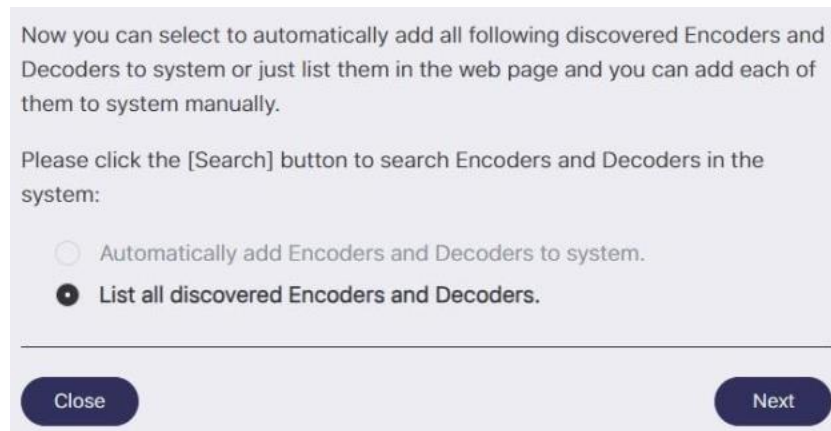 Now you can select to automatically add all following discovered Encoders and
Decoders to system or just list them in the web page and you can add each of
them to system manually.
Please click the [Search] button to search Encoders and Decoders in the
system:
Automatically add Encoders and Decoders to system.
List all discovered Encoders and Decoders.
Close
Next